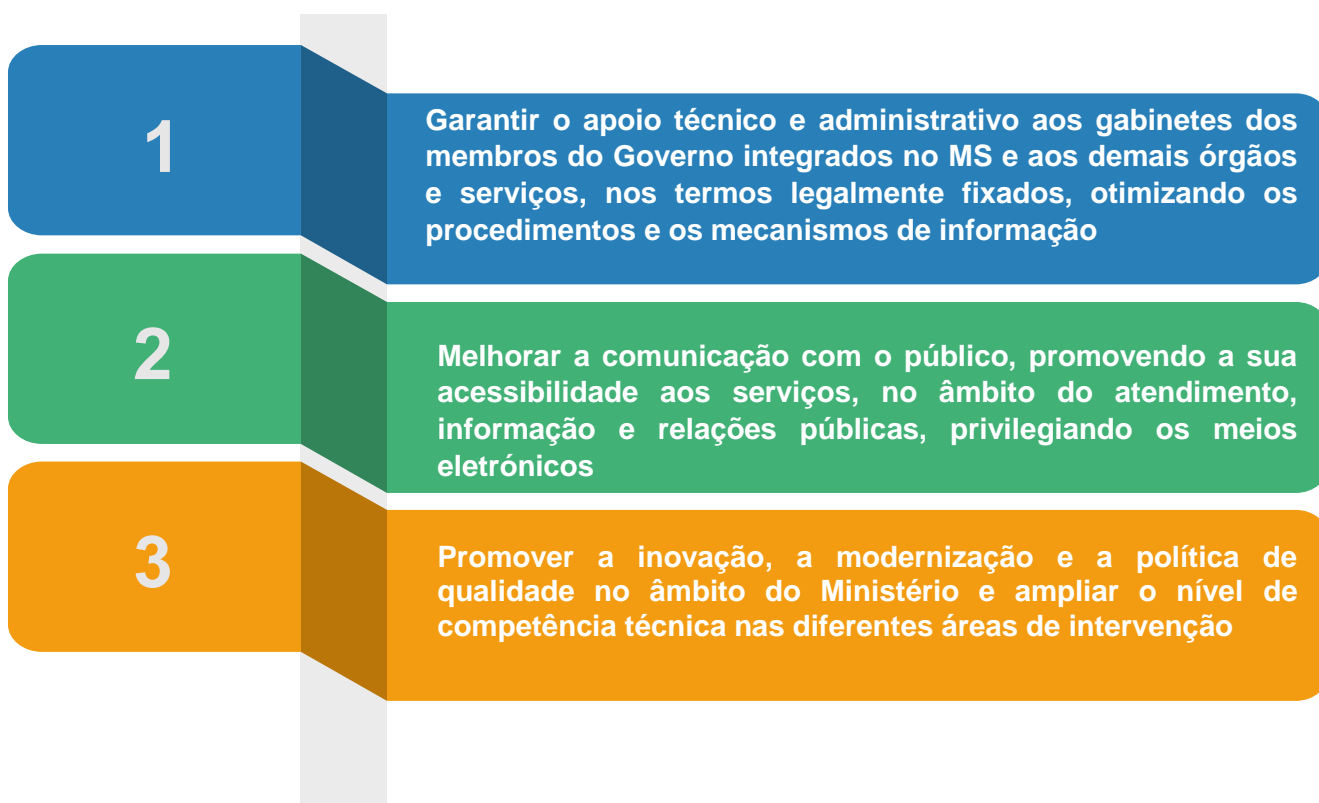 1
Garantir o apoio técnico e administrativo aos gabinetes dos
membros do Governo integrados no MS e aos demais órgãos
e serviços, nos termos legalmente fixados, otimizando os
procedimentos e os mecanismos de informação
2
Melhorar a comunicação com o público, promovendo a sua
acessibilidade aos serviços, no âmbito do atendimento,
informação e relações públicas, privilegiando os meios
eletrónicos
3
Promover a inovação, a modernização e a política de
qualidade no âmbito do Ministério e ampliar o nível de
competência técnica nas diferentes áreas de intervenção